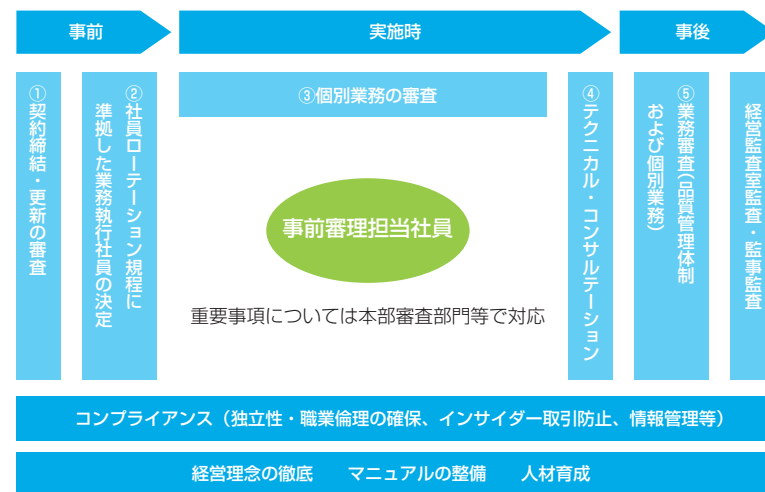 事前
実施時
事後
①契約締結・更新の審査
②社員ローテーション規程に
準拠した業務執行社員の決定
③個別業務の審査
事前審理担当社員
重要事項については本部審査部門等で対応
④テクニカル・コンサルテーション
⑤業務審査(品質管理体制
および個別業務)
経営監査室監査・監事監査
コンプライアンス（独立性・職業倫理の確保、インサイダー取引防止、情報管理等）
経営理念の徹底　マニュアルの整備　人材育成